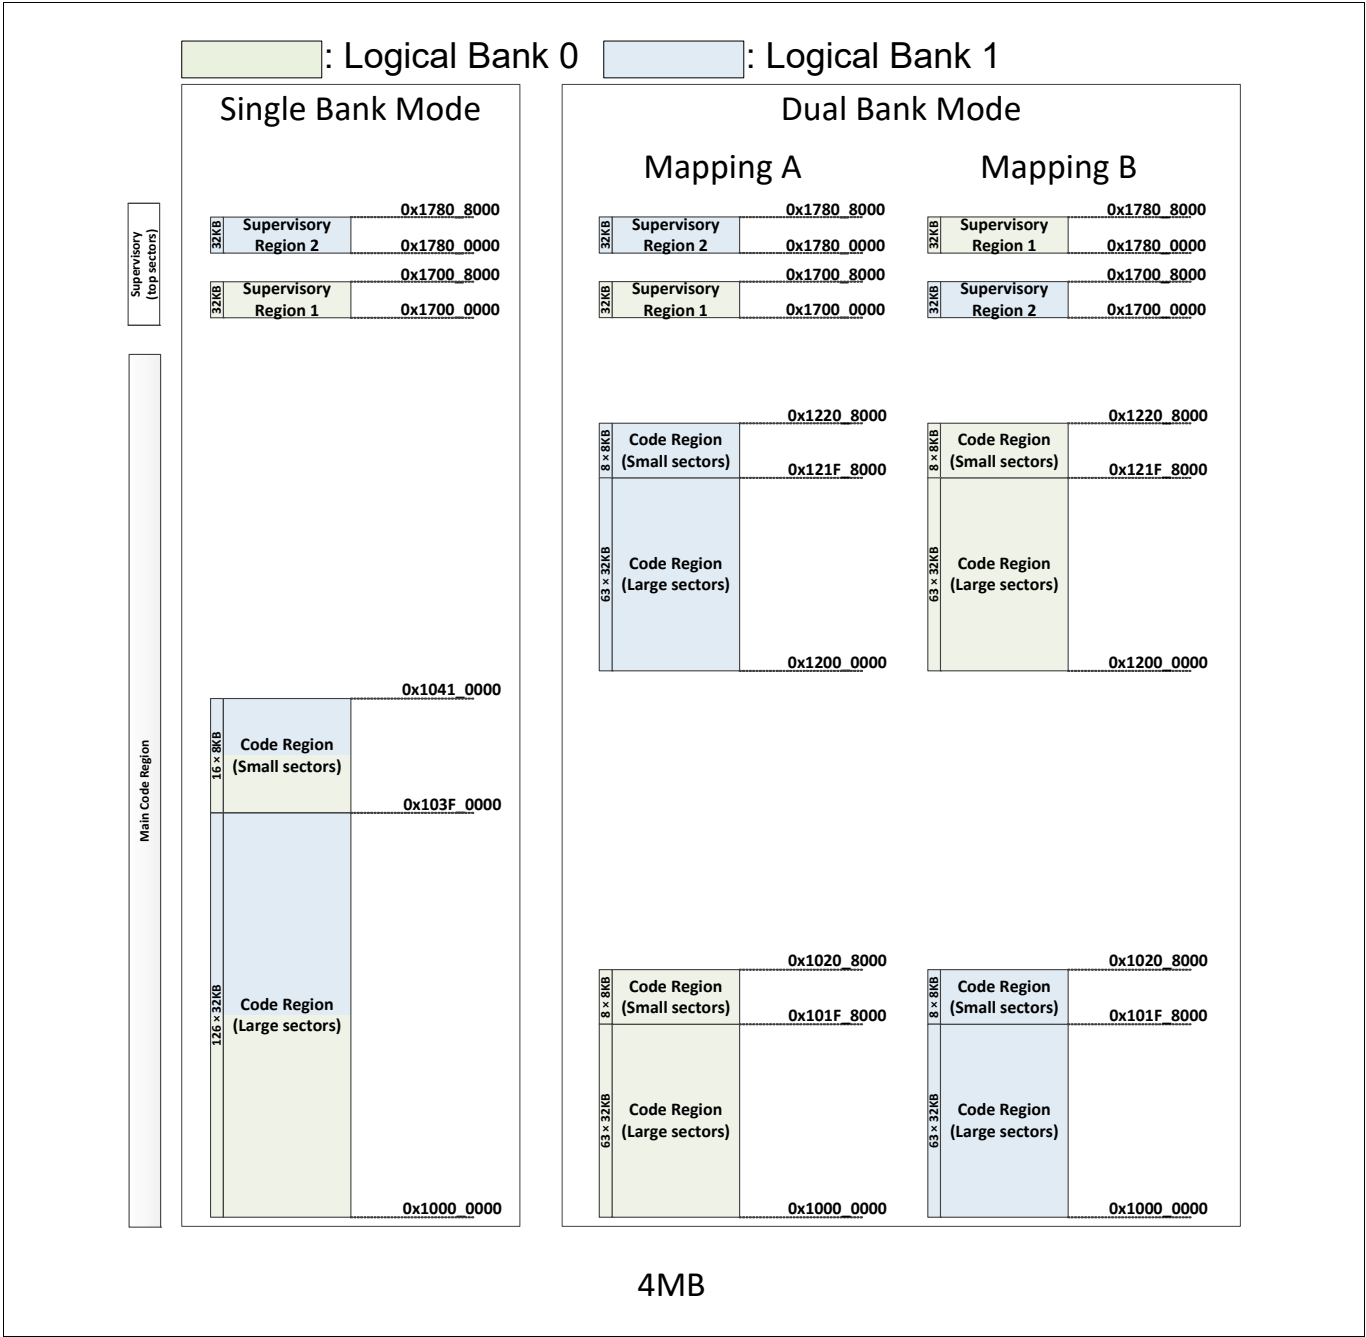 : Logical Bank 0
: Logical Bank 1
Single Bank Mode
Dual Bank Mode
Mapping A
Mapping B
Supervisory
(top sectors)
Main Code Region
32KB
Supervisory
Region 2
0x1780_8000
0x1780_0000
32KB
Supervisory
Region 1
0x1700_8000
0x1700_0000
0x1041_0000
16 × 8KB
Code Region
(Small sectors)
0x103F_0000
126 × 32KB
Code Region
(Large sectors)
0x1000_0000
32KB
Supervisory
Region 2
0x1780_8000
0x1780_0000
32KB
Supervisory
Region 1
0x1700_8000
0x1700_0000
0x1220_8000
8 × 8KB
Code Region
(Small sectors)
0x121F_8000
63 × 32KB
Code Region
(Large sectors)
0x1200_0000
0x1020_8000
8 × 8KB
Code Region
(Small sectors)
0x101F_8000
63 × 32KB
Code Region
(Large sectors)
0x1000_0000
32KB
Supervisory
Region 1
0x1780_8000
0x1780_0000
32KB
Supervisory
Region 2
0x1700_8000
0x1700_0000
0x1220_8000
8 × 8KB
Code Region
(Small sectors)
0x121F_8000
63 × 32KB
Code Region
(Large sectors)
0x1200_0000
0x1020_8000
8 × 8KB
Code Region
(Small sectors)
0x101F_8000
63 × 32KB
Code Region
(Large sectors)
0x1000_0000
4MB